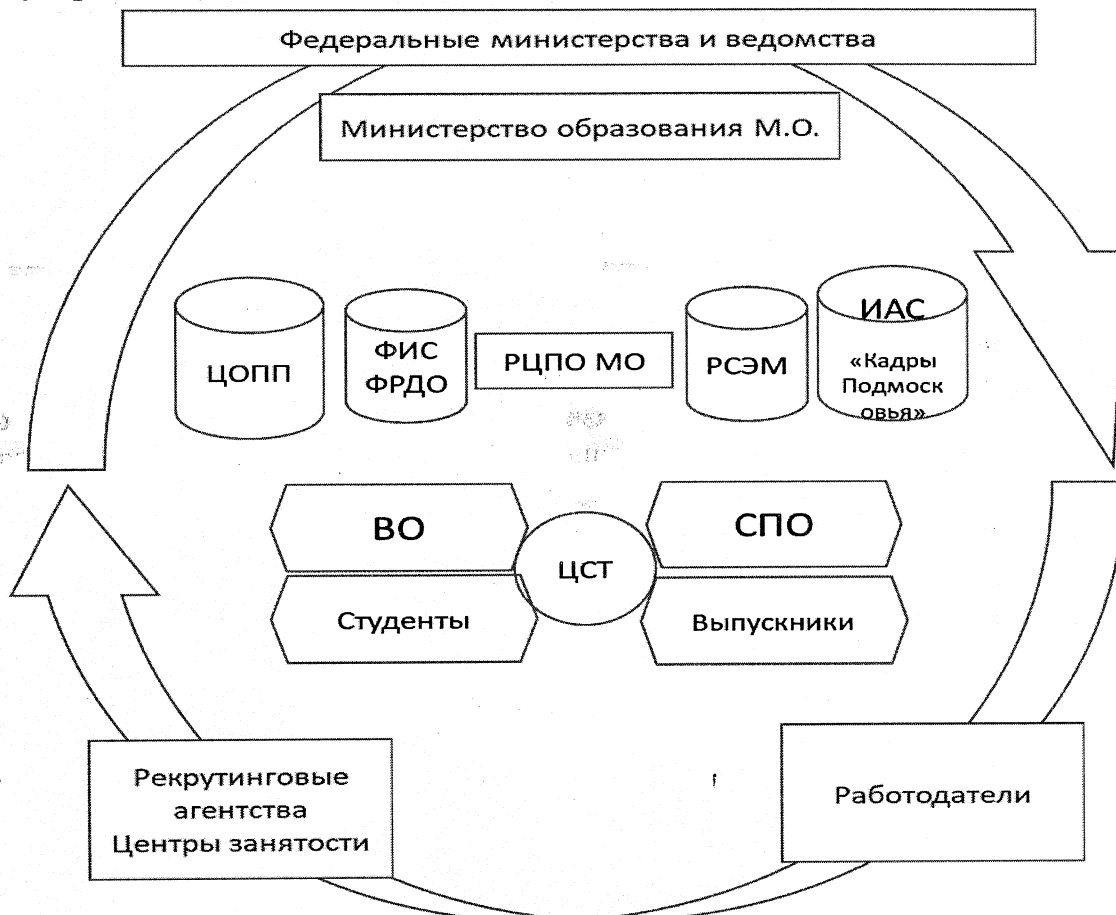 Федеральные министерства и ведомства
Министерство образования М.О.
ЦОПП
ФИС
ФРДО
РЦПО МО
РСЭМ
ИАС
«Кадры
Подмоск
овья»
ВО
СПО
ЦСТ
Студенты
Выпускники
Рекрутинговые
агентства
Центры занятости
Работодатели